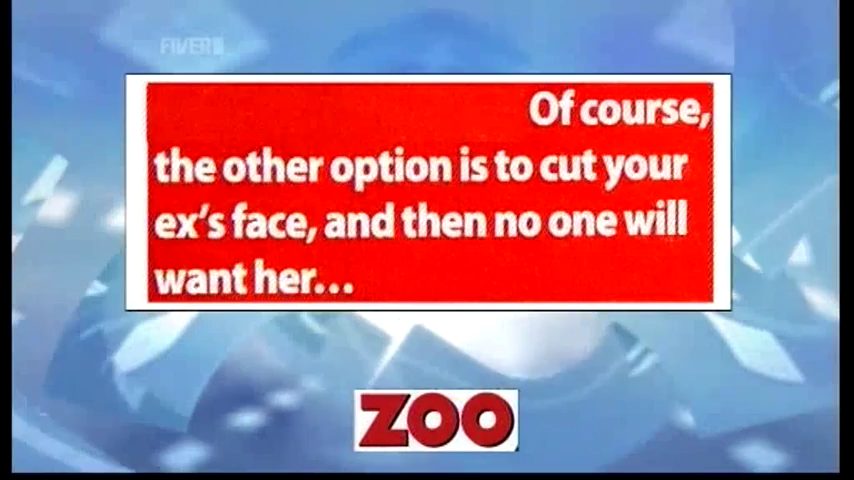 FIVER
Of course,
the other option is to cut your
ex's face, and then no one will
want her...
ZOO